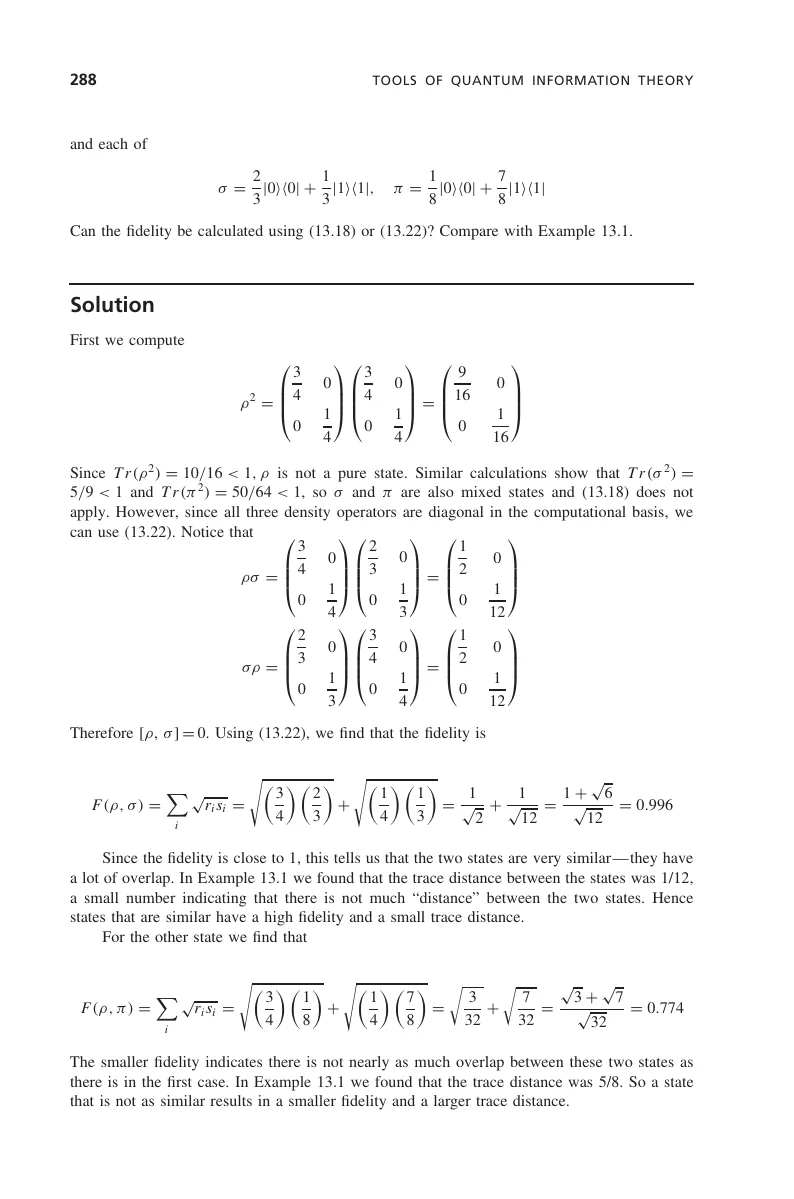 288 TOOLS OF QUANTUM INFORMATION THEORY
and each of
σ = 2/3 |0⟩⟨0| + 1/3 |1⟩⟨1|, π = 1/8 |0⟩⟨0| + 7/8 |1⟩⟨1|
Can the fidelity be calculated using (13.18) or (13.22)? Compare with Example 13.1.
Solution
First we compute
ρ² = (3/4 0; 0 1/4) (3/4 0; 0 1/4) = (9/16 0; 0 1/16)
Since Tr(ρ²) = 10/16 < 1, ρ is not a pure state. Similar calculations show that Tr(σ²) =
5/9 < 1 and Tr(π²) = 50/64 < 1, so σ and π are also mixed states and (13.18) does not
apply. However, since all three density operators are diagonal in the computational basis, we
can use (13.22). Notice that
ρσ = (3/4 0; 0 1/4) (2/3 0; 0 1/3) = (1/2 0; 0 1/12)
σρ = (2/3 0; 0 1/3) (3/4 0; 0 1/4) = (1/2 0; 0 1/12)
Therefore [ρ, σ] = 0. Using (13.22), we find that the fidelity is
F(ρ, σ) = ∑i √(r_i s_i) = √((3/4)(2/3)) + √((1/4)(1/3)) = 1/√2 + 1/√12 = (1 + √6)/√12 = 0.996
Since the fidelity is close to 1, this tells us that the two states are very similar—they have
a lot of overlap. In Example 13.1 we found that the trace distance between the states was 1/12,
a small number indicating that there is not much “distance” between the two states. Hence
states that are similar have a high fidelity and a small trace distance.
For the other state we find that
F(ρ, π) = ∑i √(r_i s_i) = √((3/4)(1/8)) + √((1/4)(7/8)) = √(3/32) + √(7/32) = (√3 + √7)/√32 = 0.774
The smaller fidelity indicates there is not nearly as much overlap between these two states as
there is in the first case. In Example 13.1 we found that the trace distance was 5/8. So a state
that is not as similar results in a smaller fidelity and a larger trace distance.